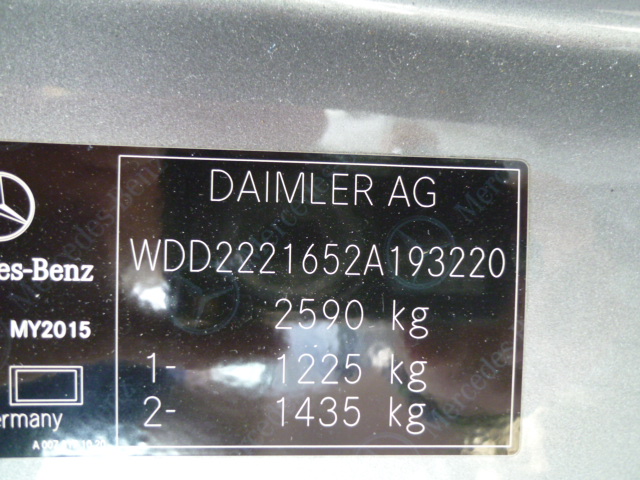 DAIMLER AG
WDD2221652A193220
2590 kg
1- 1225 kg
2- 1435 kg
es-Benz
MY2015
ermany